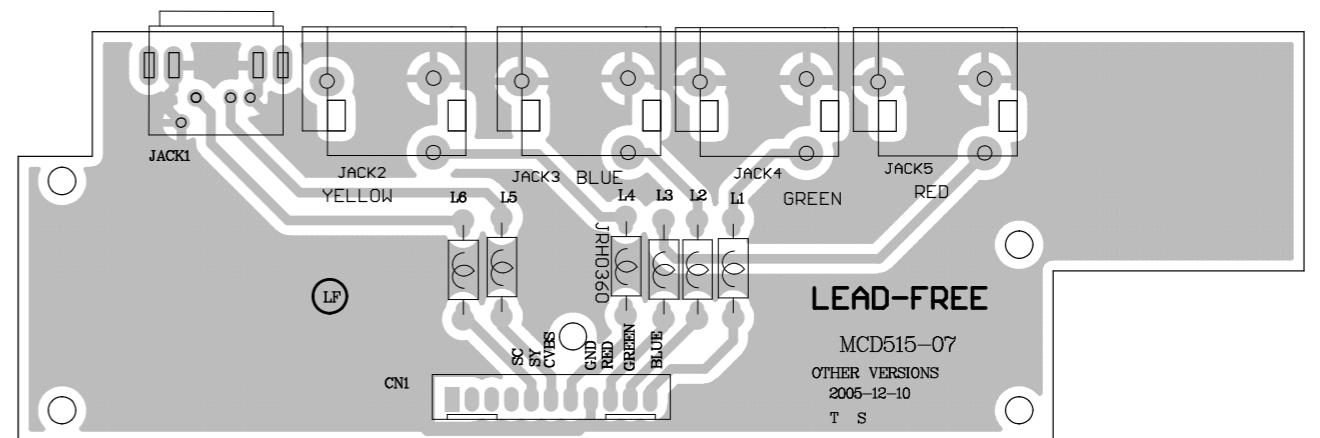 JACK1
JACK2
JACK3
BLUE
JACK4
JACK5
YELLOW
GREEN
RED
L6
L5
L4
L3
L2
L1
JRHD360
LF
LEAD-FREE
SC
SY
CVBS
GND
RED
GREEN
BLUE
MCD515-07
OTHER VERSIONS
2005-12-10
T S
CN1